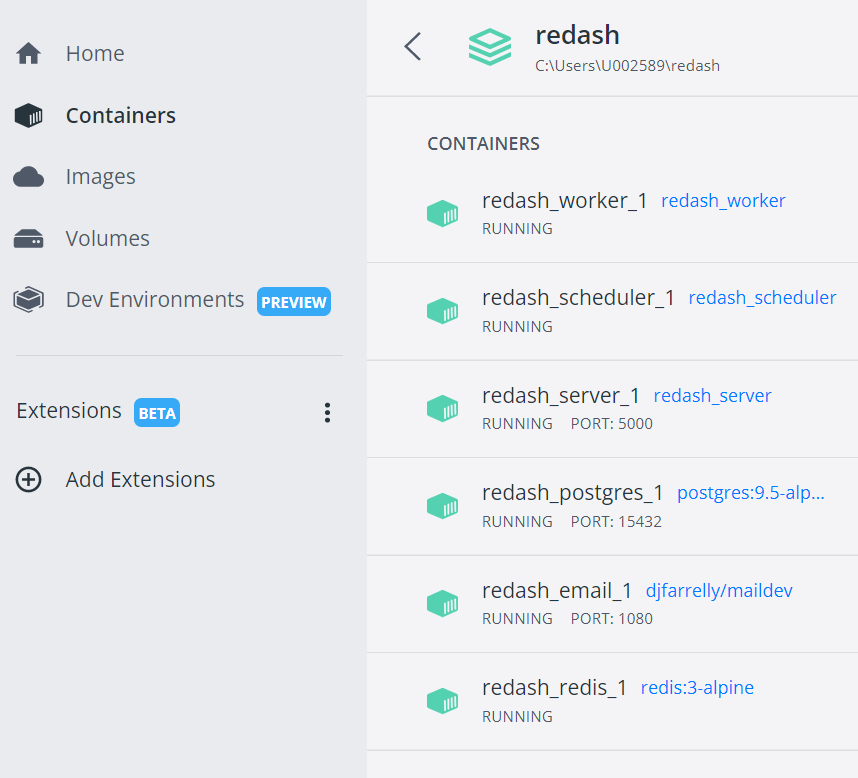 Home
Containers
Images
Volumes
Dev Environments PREVIEW
Extensions BETA
Add Extensions
redash
C:\Users\U002589\redash
CONTAINERS
redash_worker_1 redash_worker
RUNNING
redash_scheduler_1 redash_scheduler
RUNNING
redash_server_1 redash_server
RUNNING PORT: 5000
redash_postgres_1 postgres:9.5-alp...
RUNNING PORT: 15432
redash_email_1 djfarrelly/maildev
RUNNING PORT: 1080
redash_redis_1 redis:3-alpine
RUNNING